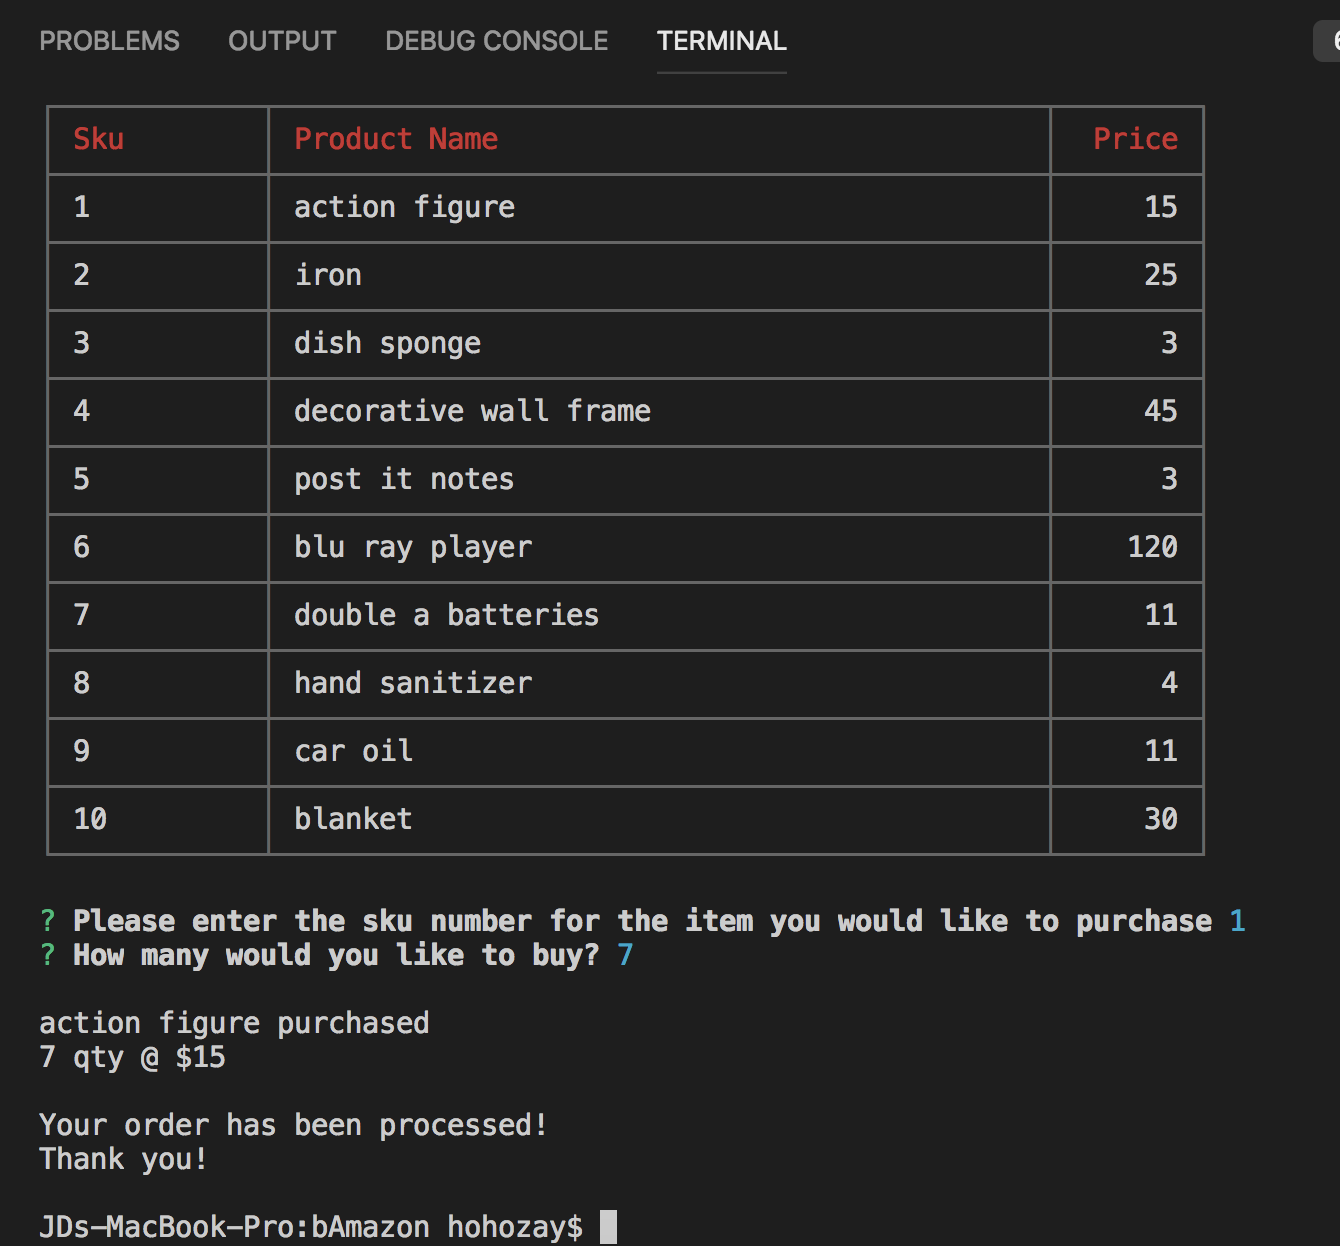 PROBLEMS OUTPUT DEBUG CONSOLE TERMINAL
Sku Product Name Price
1 action figure 15
2 iron 25
3 dish sponge 3
4 decorative wall frame 45
5 post it notes 3
6 blu ray player 120
7 double a batteries 11
8 hand sanitizer 4
9 car oil 11
10 blanket 30
? Please enter the sku number for the item you would like to purchase 1
? How many would you like to buy? 7
action figure purchased
7 qty @ $15
Your order has been processed!
Thank you!
JDs-MacBook-Pro:bAmazon hohozay$